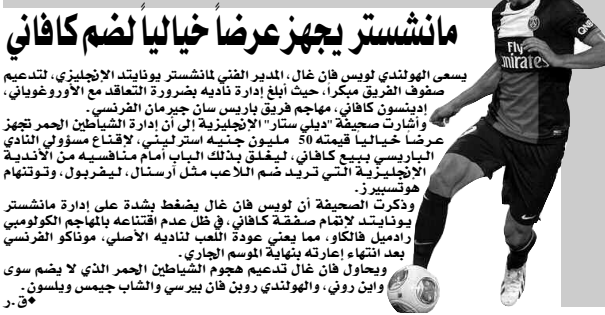 مانشستر يجهز عرضاً خيالياً لضم كافاني
يسعى الهولندي لويس فان غال، المدير الفني لمانشستر يونايتد الإنجليزي، لتدعيم
صفوف الفريق مبكراً، حيث أبلغ إدارة ناديه بضرورة التعاقد مع الأوروغوياني،
إدينسون كافاني، مهاجم فريق باريس سان جيرمان الفرنسي.
وأشارت صحيفة "ديلي ستار" الإنجليزية إلى أن إدارة الشياطين الحمر تجهز
عرضا خياليا قيمته 50 مليون جنيه استرليني، لإقناع مسؤولي النادي
الباريسي ببيع كافاني، ليغلق بذلك الباب أمام منافسيه من الأندية
الإنجليزية التي تريد ضم اللاعب مثل أرسنال، ليفربول، وتوتنهام
هوتسبيرز.
وذكرت الصحيفة أن لويس فان غال يضغط بشدة على إدارة مانشستر
يونايتد لإتمام صفقة كافاني، في ظل عدم اقتناعه بالمهاجم الكولومبي
رادميل فالكاو، مما يعني عودة اللعب لناديه الأصلي، موناكو الفرنسي
بعد انتهاء إعارته بنهاية الموسم الجاري.
ويحاول فان غال تدعيم هجوم الشياطين الحمر الذي لا يضم سوى
واين روني، والهولندي روبن فان بيرسي والشاب جيمس ويلسون.
◆ق.ر
QNB
Fly
Emirates